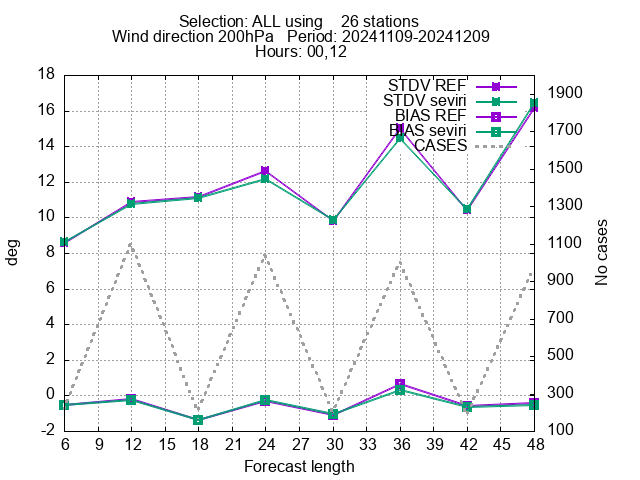 Selection: ALL using    26 stations
Wind direction 200hPa   Period: 20241109-20241209
Hours: 00,12
STDV REF
STDV seviri
BIAS REF
BIAS seviri
CASES
18
16
14
12
10
8
6
4
2
0
-2
deg
1900
1700
1500
1300
1100
900
700
500
300
100
No cases
6 9 12 15 18 21 24 27 30 33 36 39 42 45 48
Forecast length